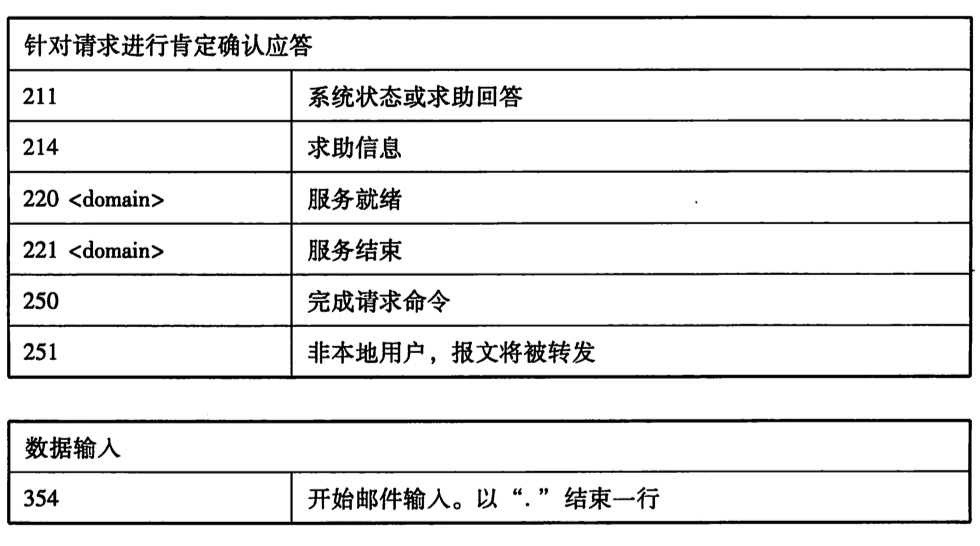 针对请求进行肯定确认应答
211 系统状态或求助回答
214 求助信息
220 <domain> 服务就绪
221 <domain> 服务结束
250 完成请求命令
251 非本地用户，报文将被转发
数据输入
354 开始邮件输入。以“.”结束一行